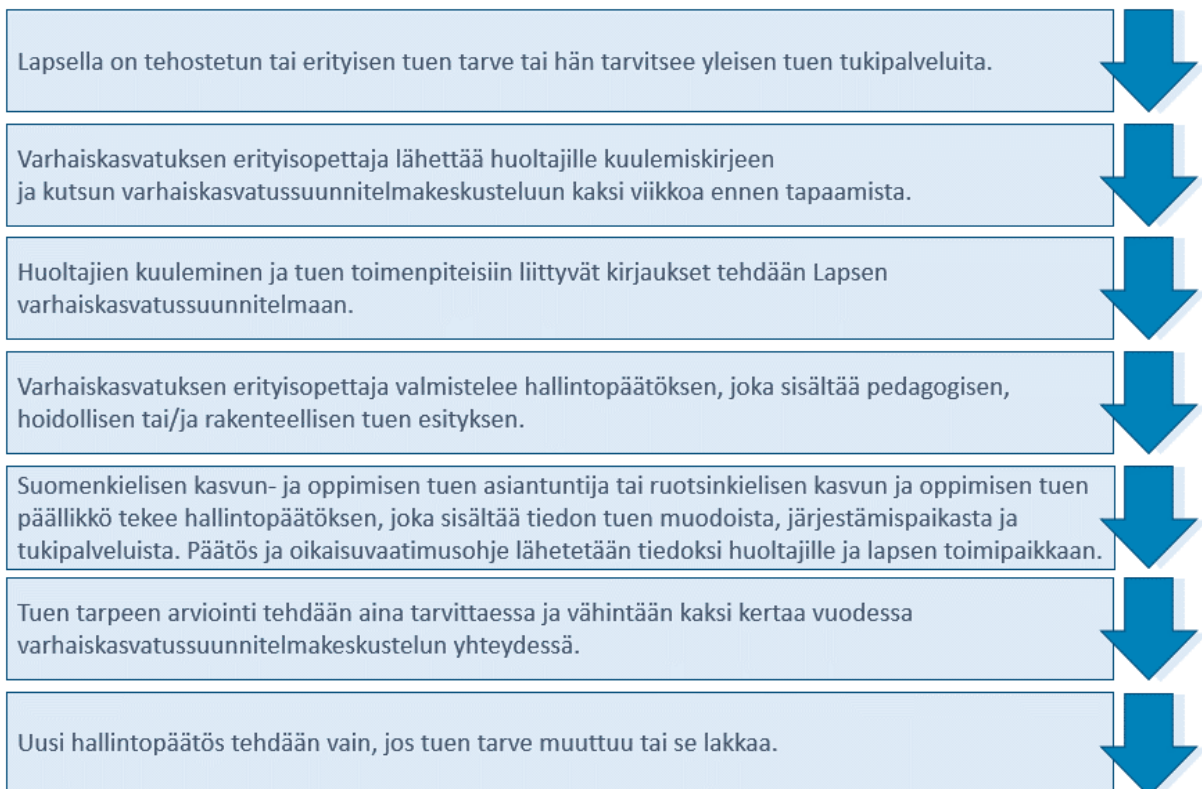 Lapsella on tehostetun tai erityisen tuen tarve tai hän tarvitsee yleisen tuen tukipalveluita.
Varhaiskasvatuksen erityisopettaja lähettää huoltajille kuulemiskirjeen
ja kutsun varhaiskasvatussuunnitelmakeskusteluun kaksi viikkoa ennen tapaamista.
Huoltajien kuuleminen ja tuen toimenpiteisiin liittyvät kirjaukset tehdään Lapsen
varhaiskasvatussuunnitelmaan.
Varhaiskasvatuksen erityisopettaja valmistelee hallintopäätöksen, joka sisältää pedagogisen,
hoidollisen tai/ja rakenteellisen tuen esityksen.
Suomenkielisen kasvun- ja oppimisen tuen asiantuntija tai ruotsinkielisen kasvun ja oppimisen tuen
päällikkö tekee hallintopäätöksen, joka sisältää tiedon tuen muodoista, järjestämispaikasta ja
tukipalveluista. Päätös ja oikaisuvaatimusohje lähetetään tiedoksi huoltajille ja lapsen toimipaikkaan.
Tuen tarpeen arviointi tehdään aina tarvittaessa ja vähintään kaksi kertaa vuodessa
varhaiskasvatussuunnitelmakeskustelun yhteydessä.
Uusi hallintopäätös tehdään vain, jos tuen tarve muuttuu tai se lakkaa.